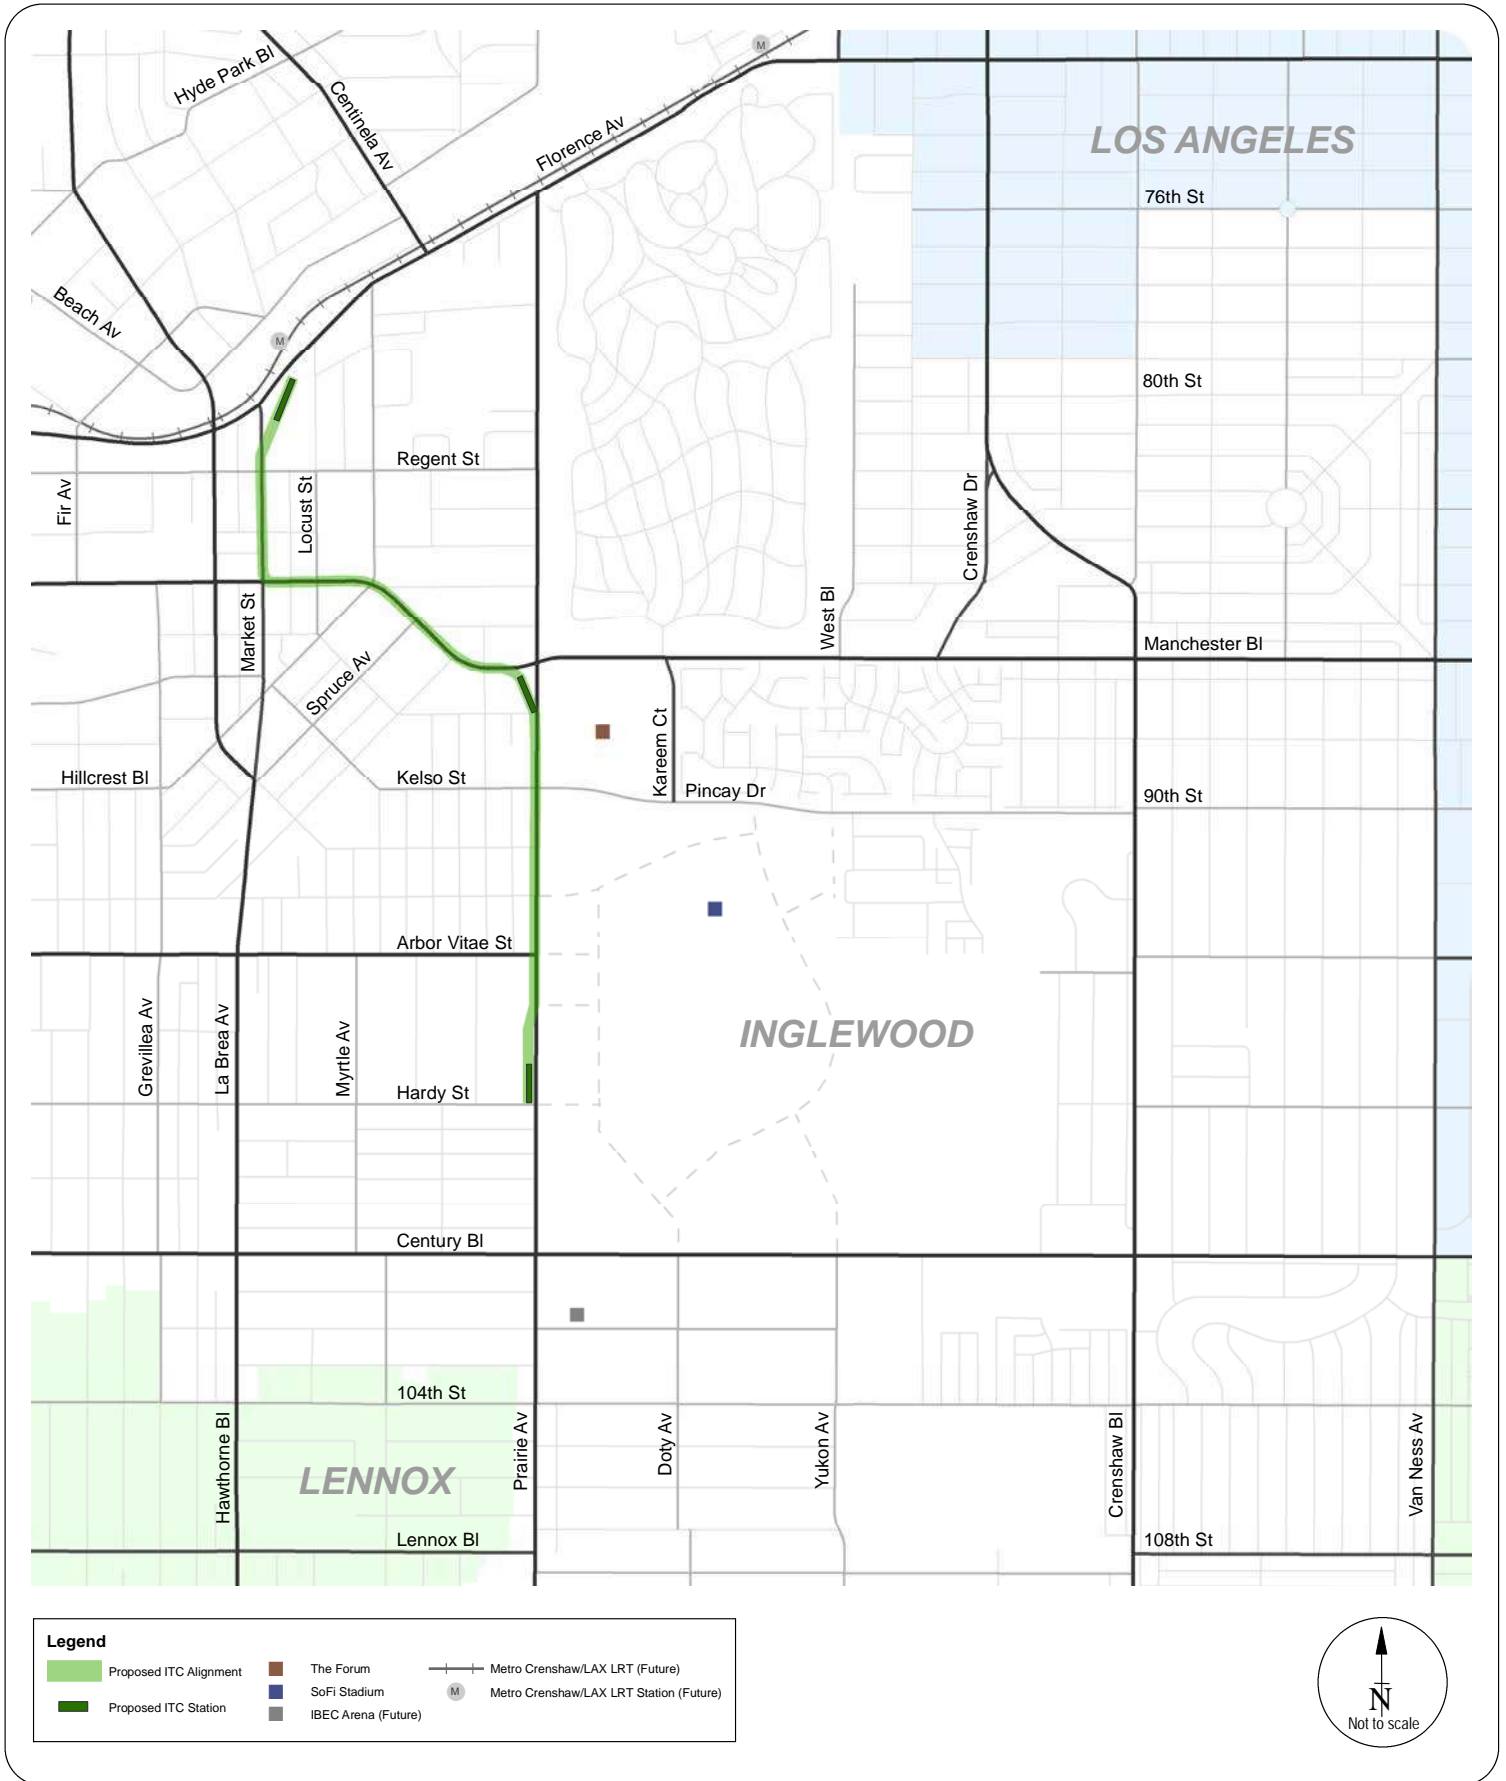 Hyde Park Bl
Centinela Av
Florence Av
M
LOS ANGELES
76th St
Beach Av
M
80th St
Regent St
Fir Av
Locust St
Crenshaw Dr
West Bl
Market St
Manchester Bl
Spruce Av
Kareem Ct
Hillcrest Bl
Kelso St
Pincay Dr
90th St
Arbor Vitae St
Grevillea Av
La Brea Av
Myrtle Av
INGLEWOOD
Hardy St
Century Bl
104th St
Hawthorne Bl
LENNOX
Prairie Av
Doty Av
Yukon Av
Crenshaw Bl
Van Ness Av
Lennox Bl
108th St
Legend
Proposed ITC Alignment
Proposed ITC Station
The Forum
SoFi Stadium
IBEC Arena (Future)
Metro Crenshaw/LAX LRT (Future)
M
Metro Crenshaw/LAX LRT Station (Future)
N
Not to scale